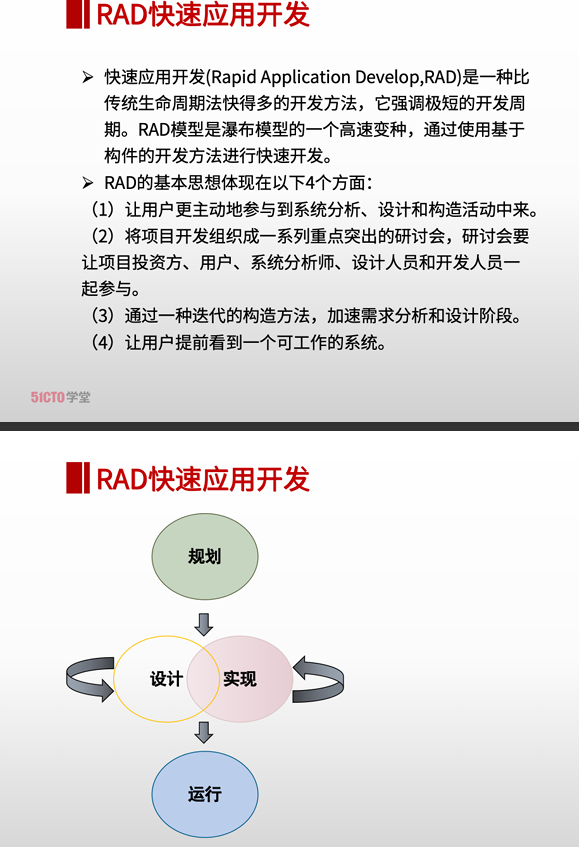 RAD快速应用开发
➢ 快速应用开发(Rapid Application Develop,RAD)是一种比
传统生命周期法快得多的开发方法，它强调极短的开发周
期。RAD模型是瀑布模型的一个高速变种，通过使用基于
构件的开发方法进行快速开发。
➢ RAD的基本思想体现在以下4个方面：
（1）让用户更主动地参与到系统分析、设计和构造活动中来。
（2）将项目开发组织成一系列重点突出的研讨会，研讨会要
让项目投资方、用户、系统分析师、设计人员和开发人员一
起参与。
（3）通过一种迭代的构造方法，加速需求分析和设计阶段。
（4）让用户提前看到一个可工作的系统。
51CTO学堂
RAD快速应用开发
规划
设计 实现
运行